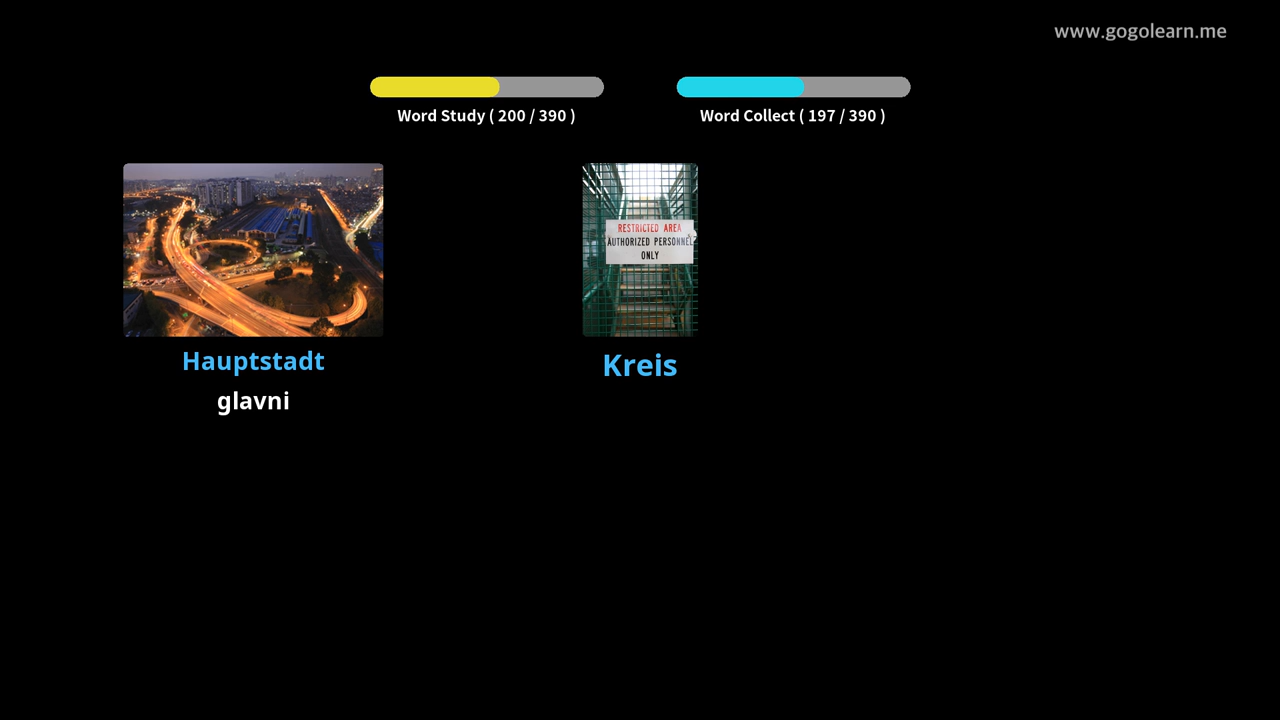 www.gogolearn.me
Word Study ( 200 / 390 )
Word Collect ( 197 / 390 )
RESTRICTED AREA
AUTHORIZED PERSONNEL
ONLY
Hauptstadt
glavni
Kreis